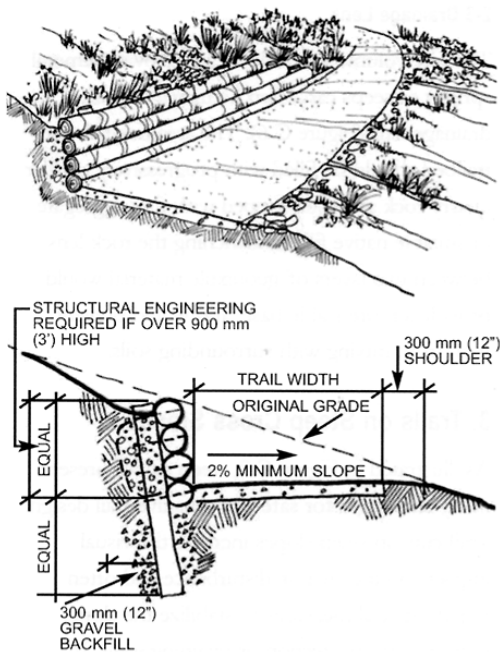 STRUCTURAL ENGINEERING
REQUIRED IF OVER 900 mm
(3') HIGH
300 mm (12")
SHOULDER
TRAIL WIDTH
ORIGINAL GRADE
2% MINIMUM SLOPE
EQUAL
EQUAL
300 mm (12")
GRAVEL
BACKFILL